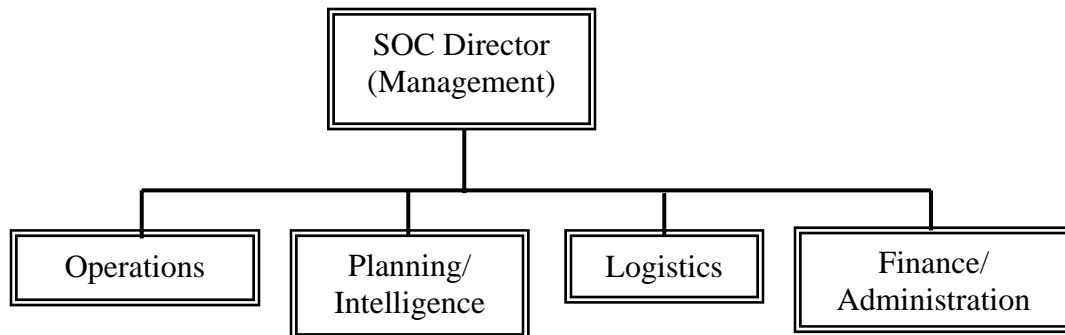 SOC Director
(Management)
Operations
Planning/
Intelligence
Logistics
Finance/
Administration